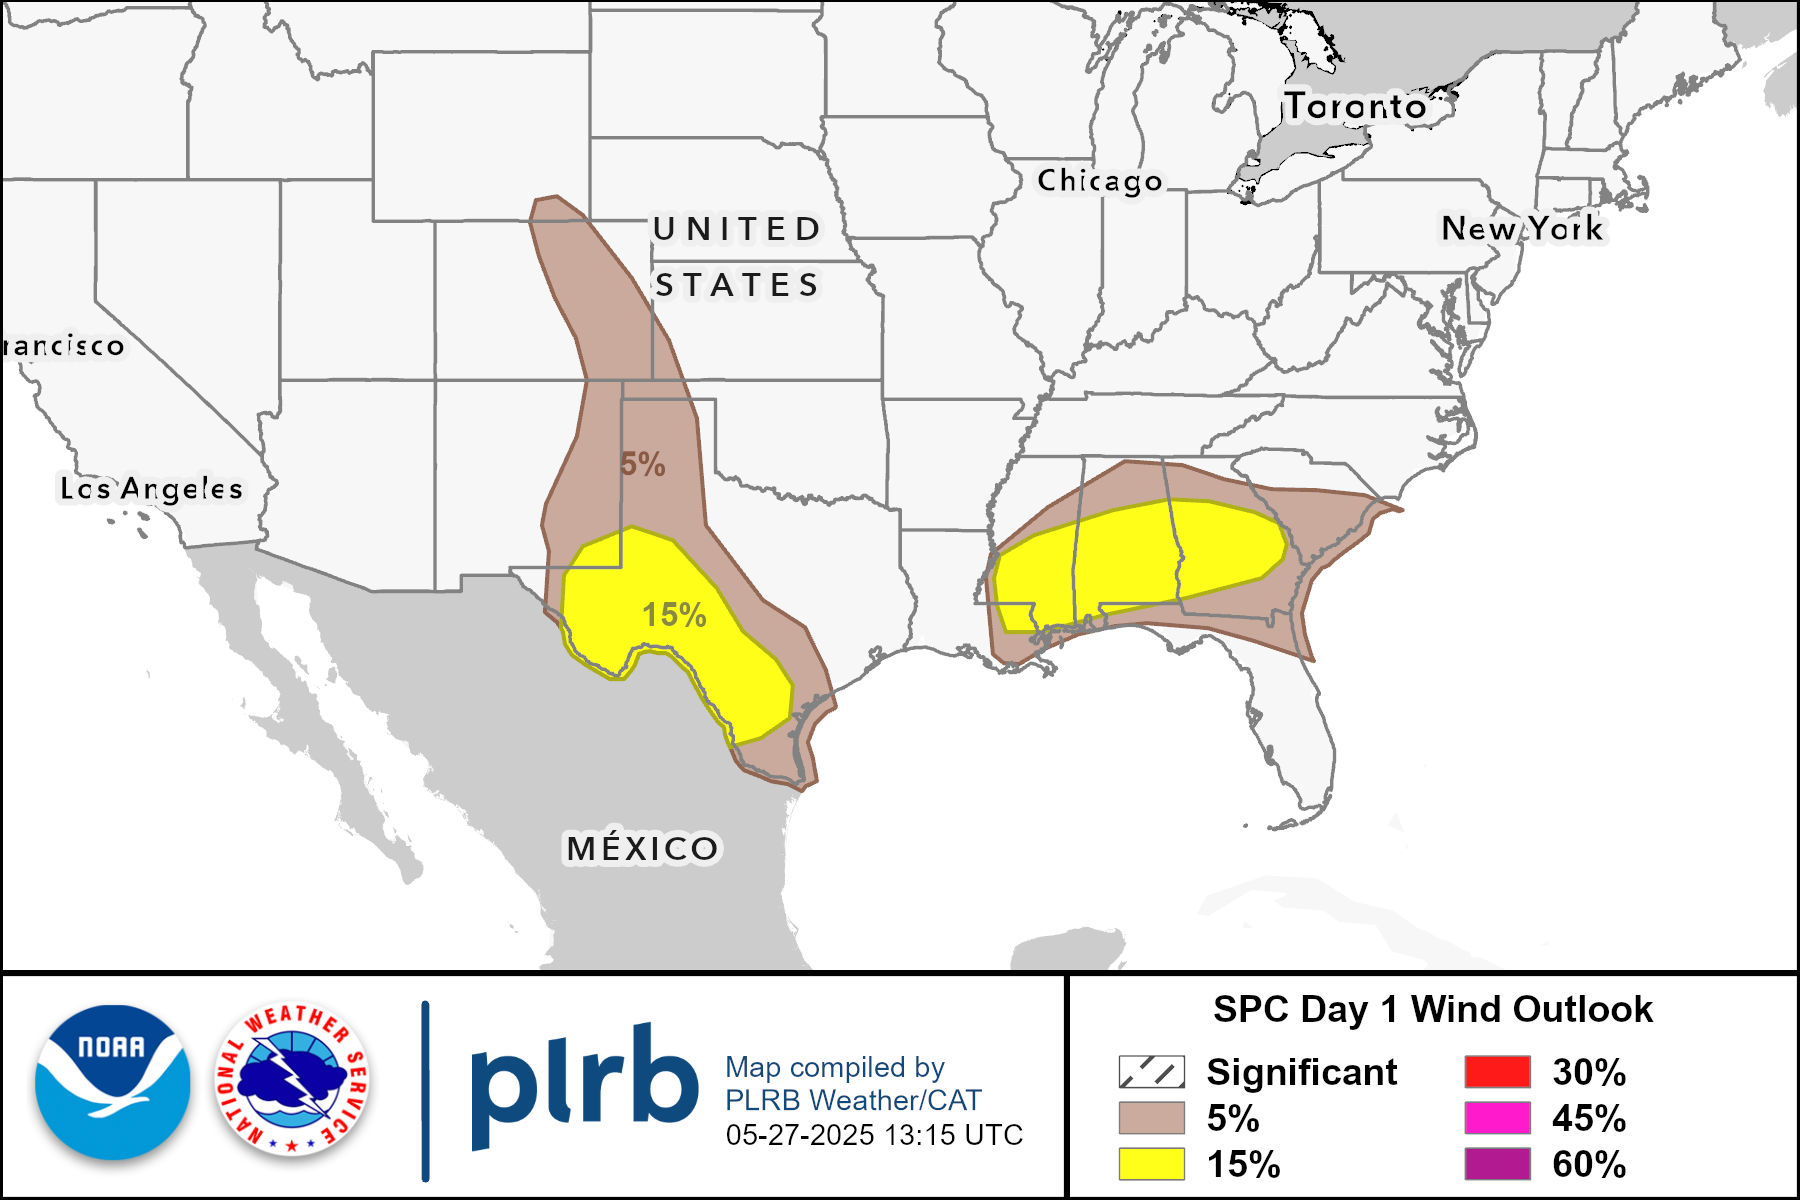 Toronto
Chicago
UNITED
New York
STATES
rancisco
5%
Los Angeles
15%
MÉXICO
NOAA
NATIONAL WEATHER SERVICE
plrb
Map compiled by
PLRB Weather/CAT
05-27-2025 13:15 UTC
SPC Day 1 Wind Outlook
Significant
5%
15%
30%
45%
60%